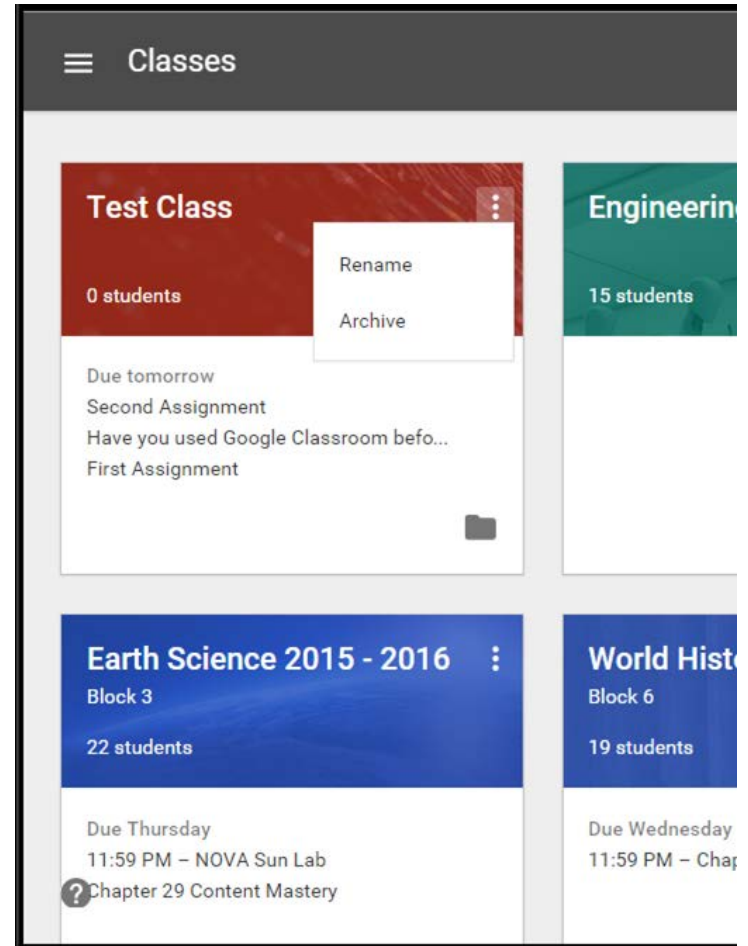 Classes
Test Class
0 students
Rename
Archive
Due tomorrow
Second Assignment
Have you used Google Classroom befo...
First Assignment
Engineerin
15 students
Earth Science 2015 - 2016
Block 3
22 students
Due Thursday
11:59 PM – NOVA Sun Lab
Chapter 29 Content Mastery
?
World Hist
Block 6
19 students
Due Wednesday
11:59 PM – Chap